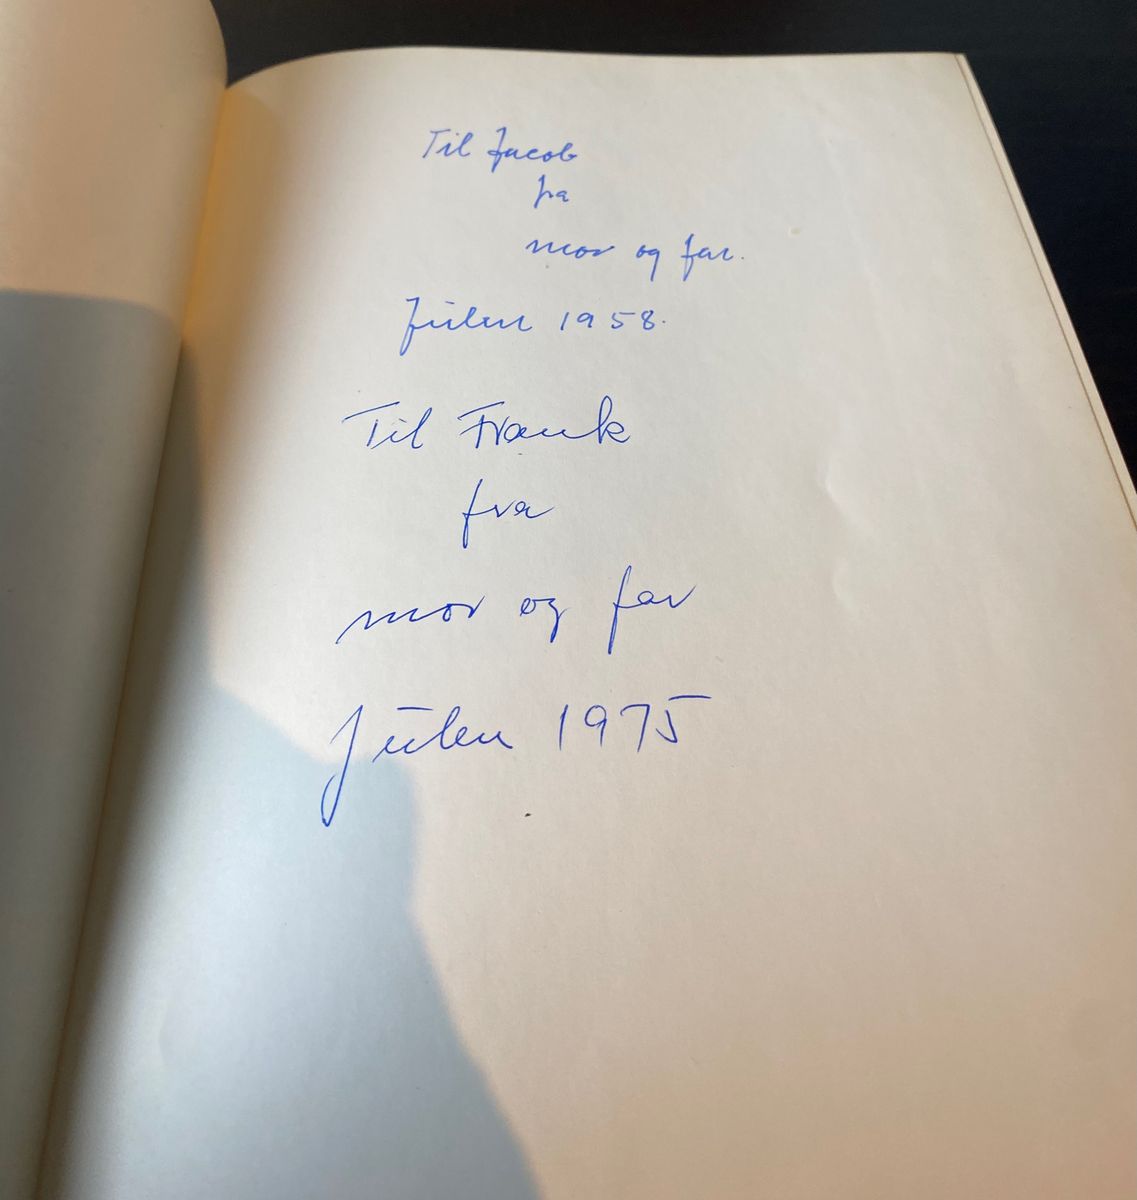 Til Jacob
fra
mor og far.
Julen 1958.
Til Frank
fra
mor og far
Julen 1975